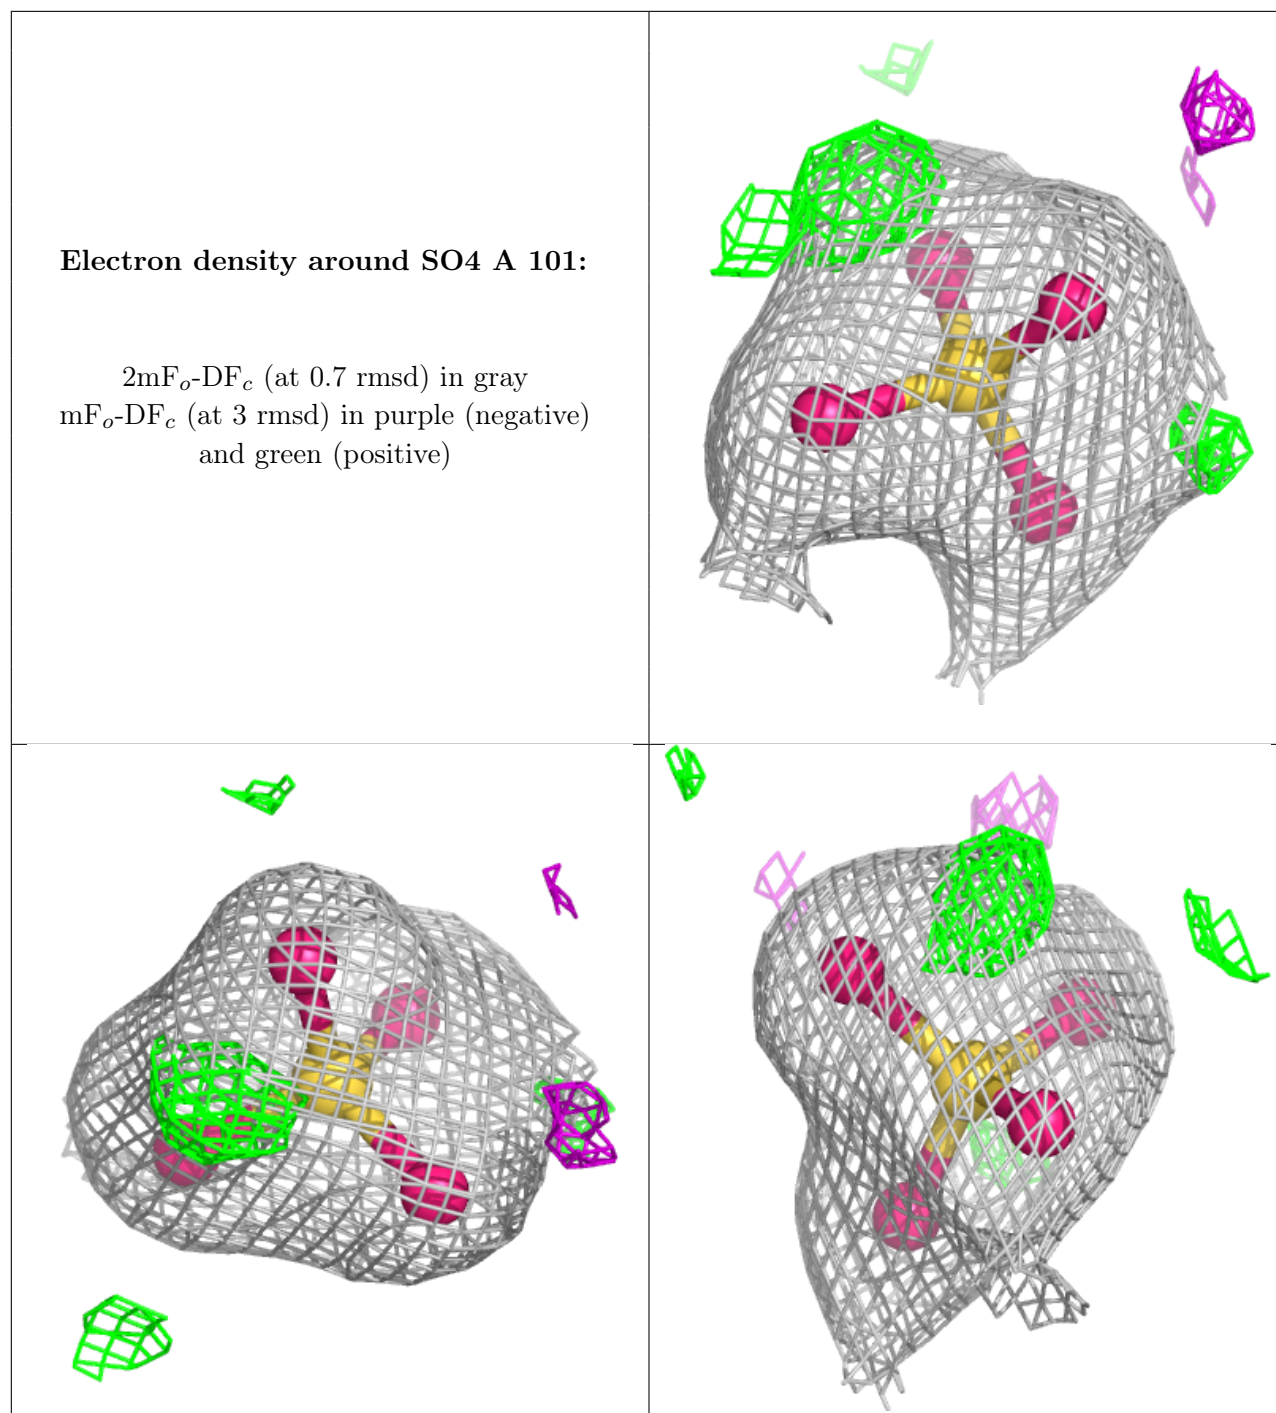 Electron density around SO4 A 101:
2mFo-DFc (at 0.7 rmsd) in gray
mFo-DFc (at 3 rmsd) in purple (negative)
and green (positive)